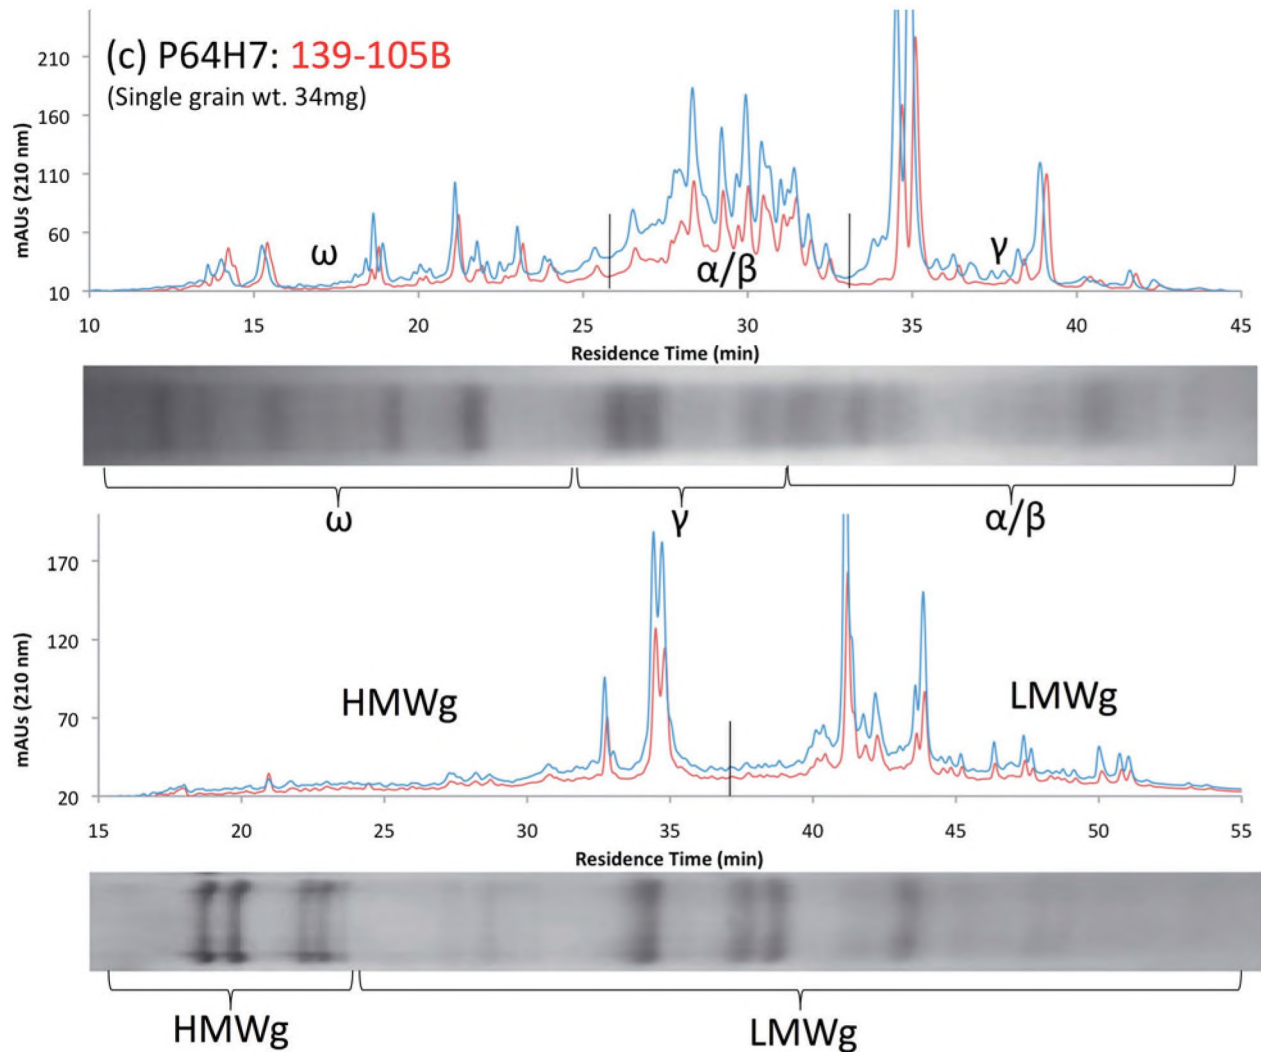 (c) P64H7: 139-105B
(Single grain wt. 34mg)
mAUs (210 nm)
210
160
110
60
10
ω
α/β
γ
10 15 20 25 30 35 40 45
Residence Time (min)
ω γ α/β
mAUs (210 nm)
170
120
70
20
HMWg
LMWg
15 20 25 30 35 40 45 50 55
Residence Time (min)
HMWg LMWg